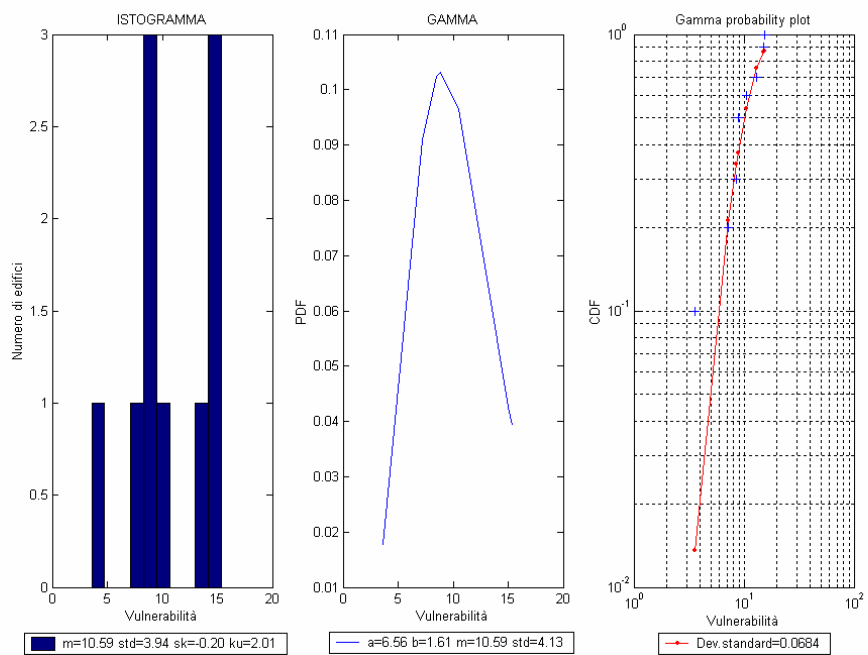 ISTOGRAMMA
3
2.5
2
1.5
1
0.5
0
0
5
10
15
20
Numero di edifici
Vulnerabilità
m=10.59 std=3.94 sk=-0.20 ku=2.01
GAMMA
0.11
0.1
0.09
0.08
0.07
0.06
0.05
0.04
0.03
0.02
0.01
0
5
10
15
20
PDF
Vulnerabilità
a=6.56 b=1.61 m=10.59 std=4.13
Gamma probability plot
10^0
10^-1
10^-2
10^0
10^1
10^2
CDF
Vulnerabilità
Dev.standard=0.0684